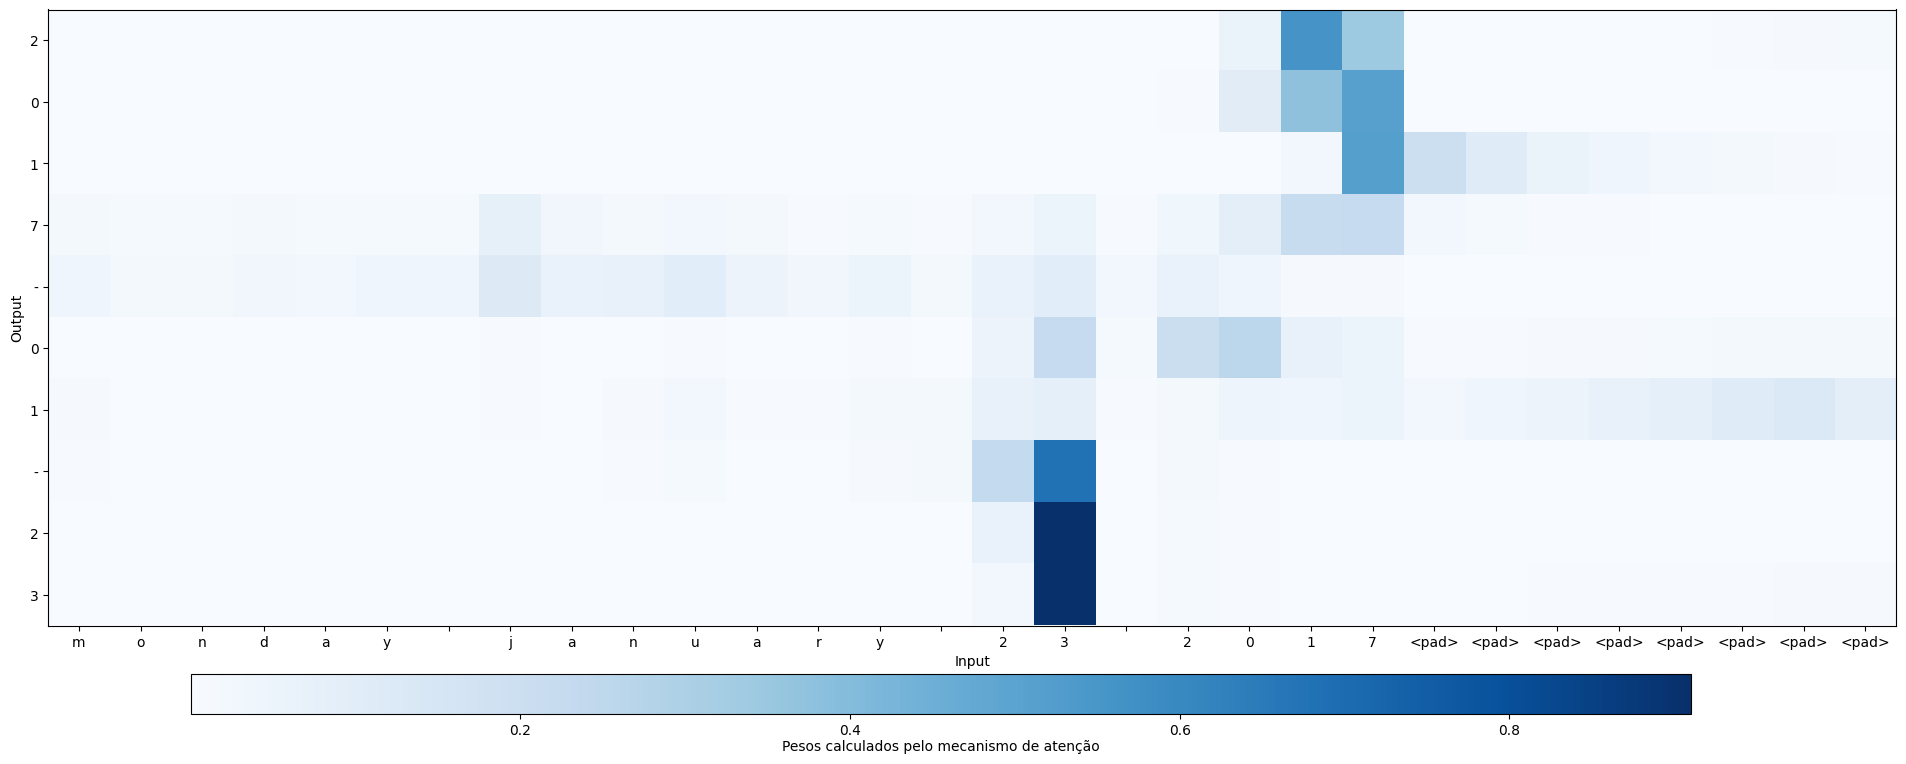 2
0
1
7
-
0
1
-
2
3
Output
m o n d a y j a n u a r y 2 3 2 0 1 7 <pad> <pad> <pad> <pad> <pad> <pad> <pad> <pad>
Input
0.2 0.4 0.6 0.8
Pesos calculados pelo mecanismo de atenção